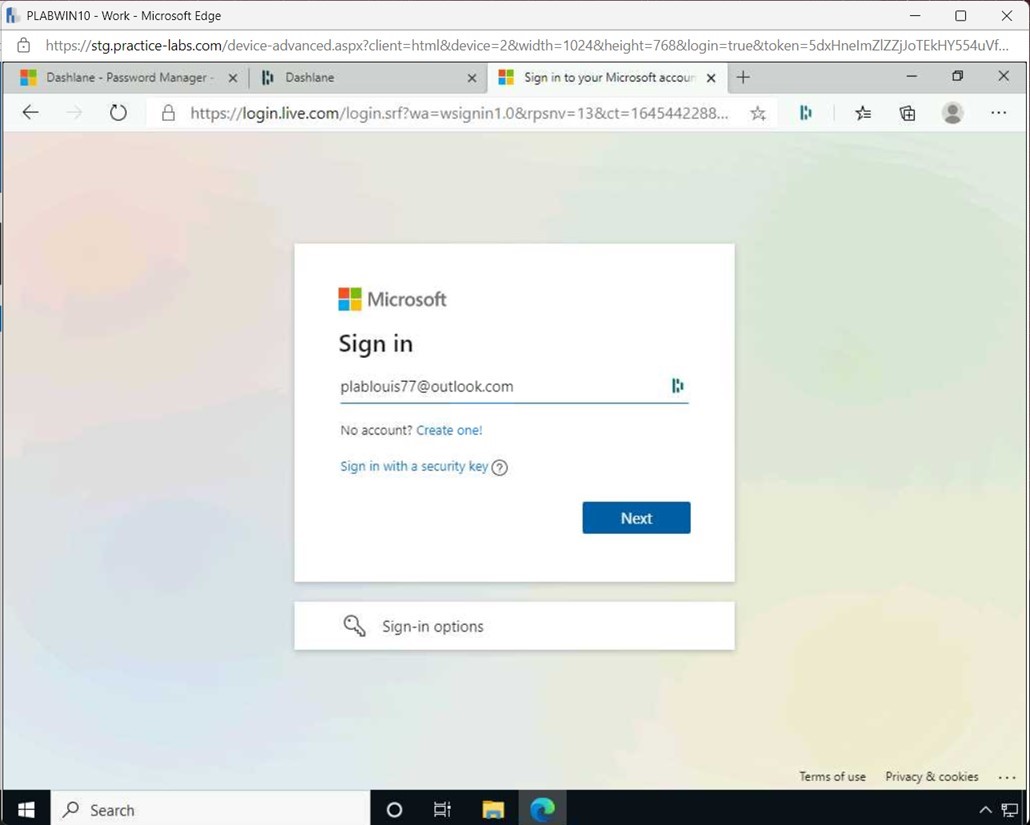 PLABWIN10 - Work - Microsoft Edge
https://stg.practice-labs.com/device-advanced.aspx?client=html&device=2&width=1024&height=768&login=true&token=5dxHneImZlZZjJoTEkHY554uVf...
Dashlane - Password Manager - Dashlane Sign in to your Microsoft accoun
https://login.live.com/login.srf?wa=wsignin1.0&rpsnv=13&ct=1645442288...
Microsoft
Sign in
plablouis77@outlook.com
No account? Create one!
Sign in with a security key ?
Next
Sign-in options
Terms of use Privacy & cookies ...
Search